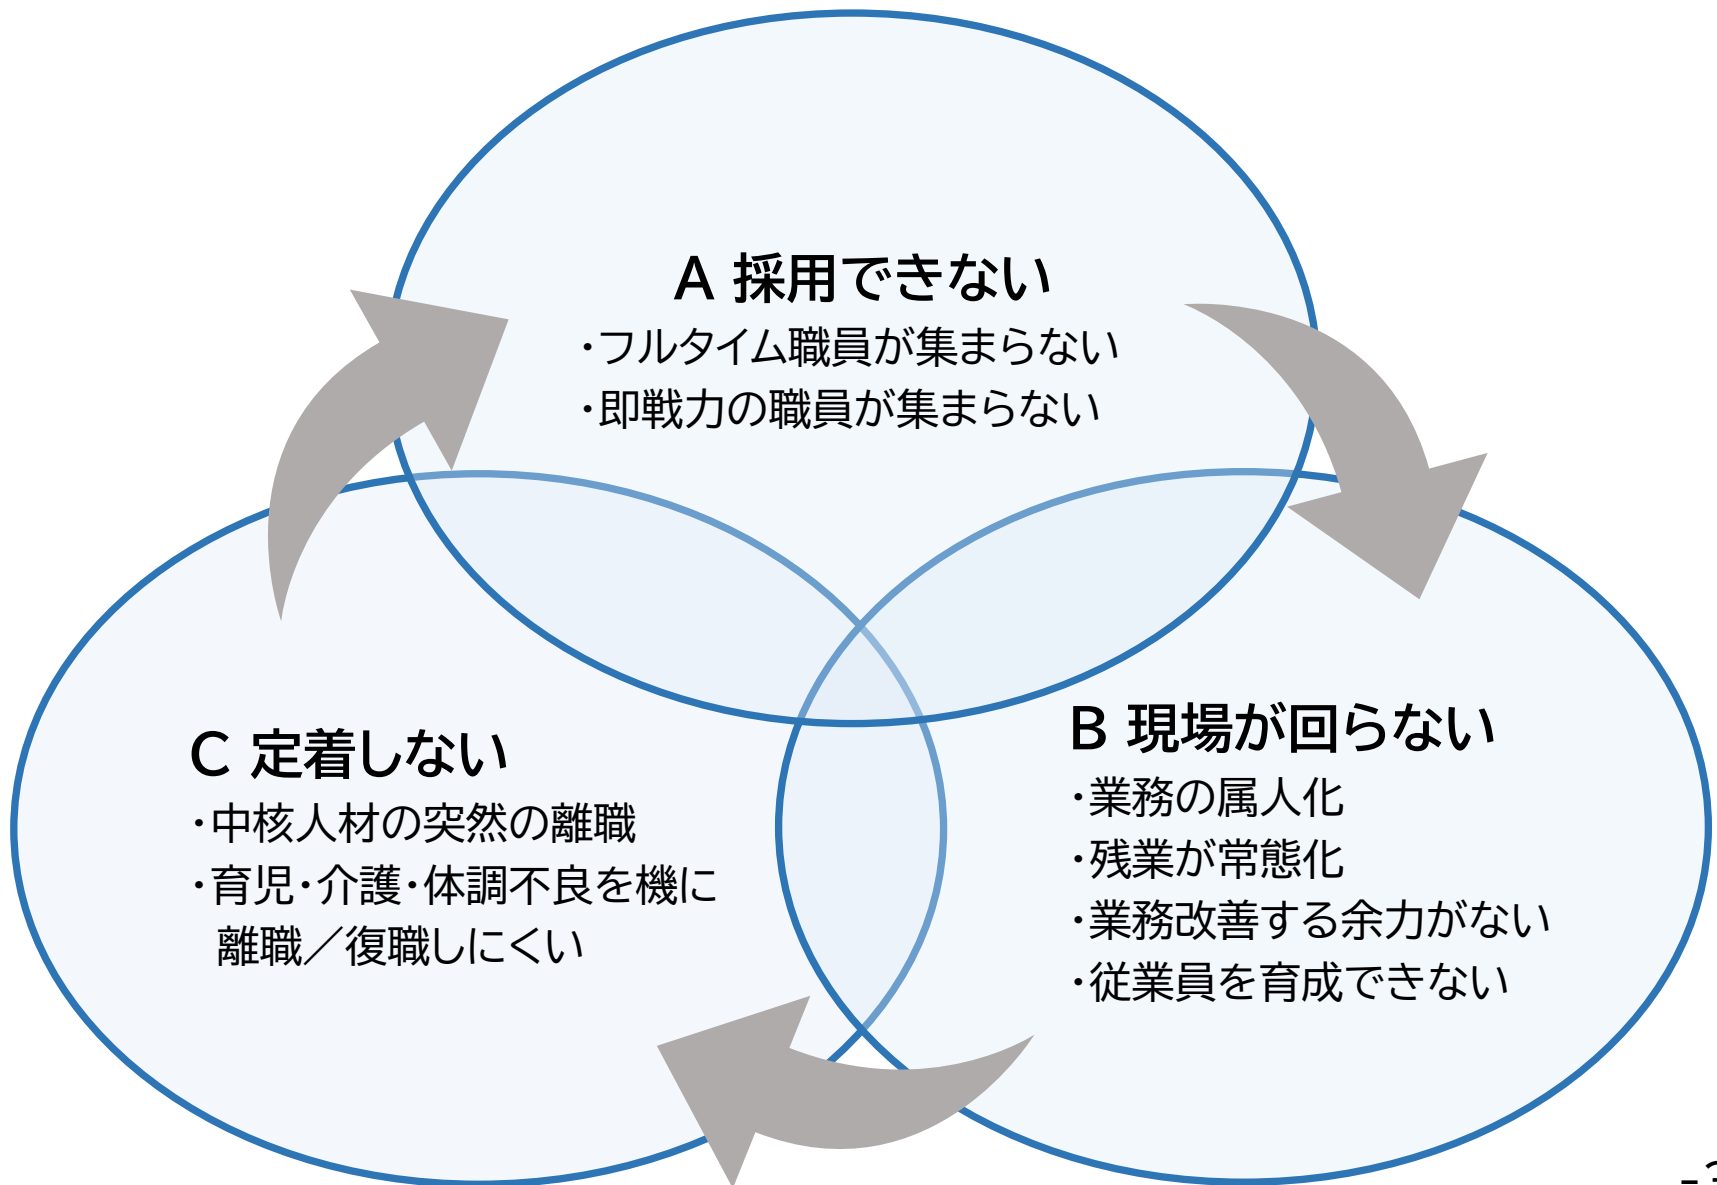 A 採用できない
・フルタイム職員が集まらない
・即戦力の職員が集まらない
B 現場が回らない
・業務の属人化
・残業が常態化
・業務改善する余力がない
・従業員を育成できない
C 定着しない
・中核人材の突然の離職
・育児・介護・体調不良を機に
離職／復職しにくい